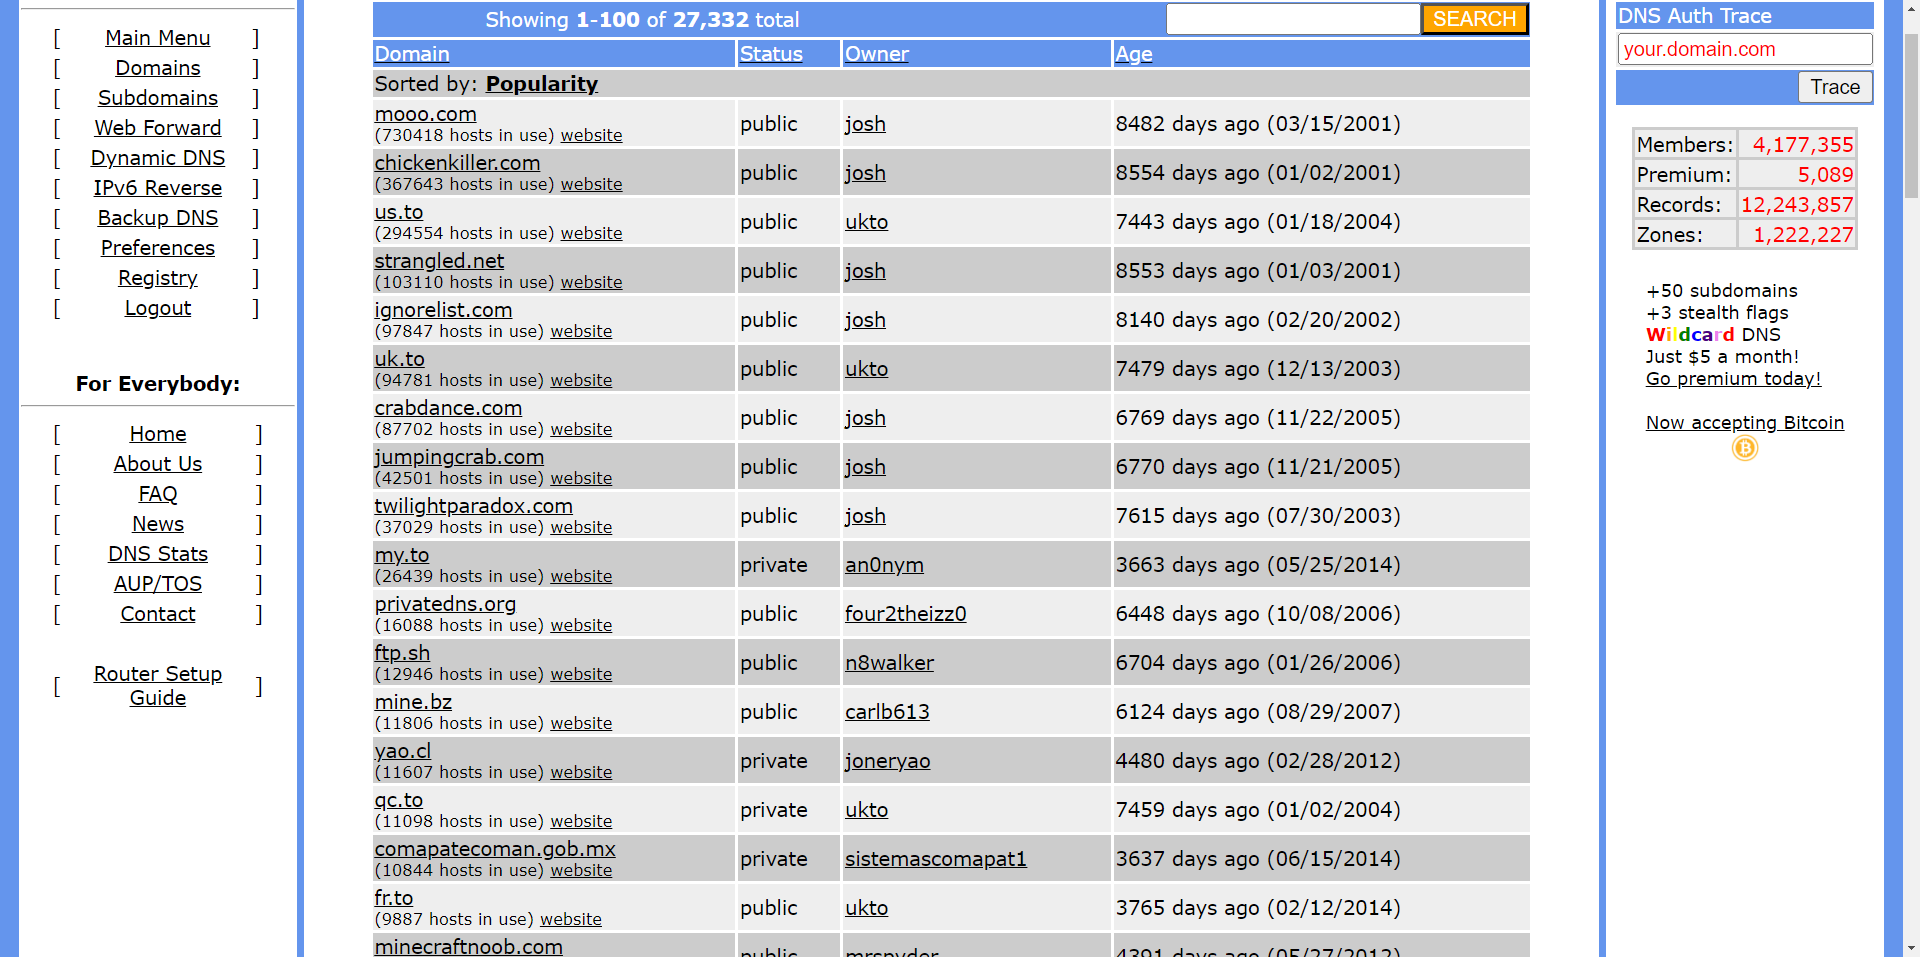 [ Main Menu ]
[ Domains ]
[ Subdomains ]
[ Web Forward ]
[ Dynamic DNS ]
[ IPv6 Reverse ]
[ Backup DNS ]
[ Preferences ]
[ Registry ]
[ Logout ]
For Everybody:
[ Home ]
[ About Us ]
[ FAQ ]
[ News ]
[ DNS Stats ]
[ AUP/TOS ]
[ Contact ]
[ Router Setup
Guide ]
Showing 1-100 of 27,332 total SEARCH
Domain Status Owner Age
Sorted by: Popularity
mooo.com
(730418 hosts in use) website public josh 8482 days ago (03/15/2001)
chickenkiller.com
(367643 hosts in use) website public josh 8554 days ago (01/02/2001)
us.to
(294554 hosts in use) website public ukto 7443 days ago (01/18/2004)
strangled.net
(103110 hosts in use) website public josh 8553 days ago (01/03/2001)
ignorelist.com
(97847 hosts in use) website public josh 8140 days ago (02/20/2002)
uk.to
(94781 hosts in use) website public ukto 7479 days ago (12/13/2003)
crabdance.com
(87702 hosts in use) website public josh 6769 days ago (11/22/2005)
jumpingcrab.com
(42501 hosts in use) website public josh 6770 days ago (11/21/2005)
twilightparadox.com
(37029 hosts in use) website public josh 7615 days ago (07/30/2003)
my.to
(26439 hosts in use) website private an0nym 3663 days ago (05/25/2014)
privatedns.org
(16088 hosts in use) website public four2theizz0 6448 days ago (10/08/2006)
ftp.sh
(12946 hosts in use) website public n8walker 6704 days ago (01/26/2006)
mine.bz
(11806 hosts in use) website public carlb613 6124 days ago (08/29/2007)
yao.cl
(11607 hosts in use) website private joneryao 4480 days ago (02/28/2012)
qc.to
(11098 hosts in use) website private ukto 7459 days ago (01/02/2004)
comapatecoman.gob.mx
(10844 hosts in use) website private sistemascomapat1 3637 days ago (06/15/2014)
fr.to
(9887 hosts in use) website public ukto 3765 days ago (02/12/2014)
minecraftnoob.com
public mrsnyder 4391 days ago (05/27/2012)
DNS Auth Trace
your.domain.com
Trace
Members: 4,177,355
Premium: 5,089
Records: 12,243,857
Zones: 1,222,227
+50 subdomains
+3 stealth flags
Wildcard DNS
Just $5 a month!
Go premium today!
Now accepting Bitcoin